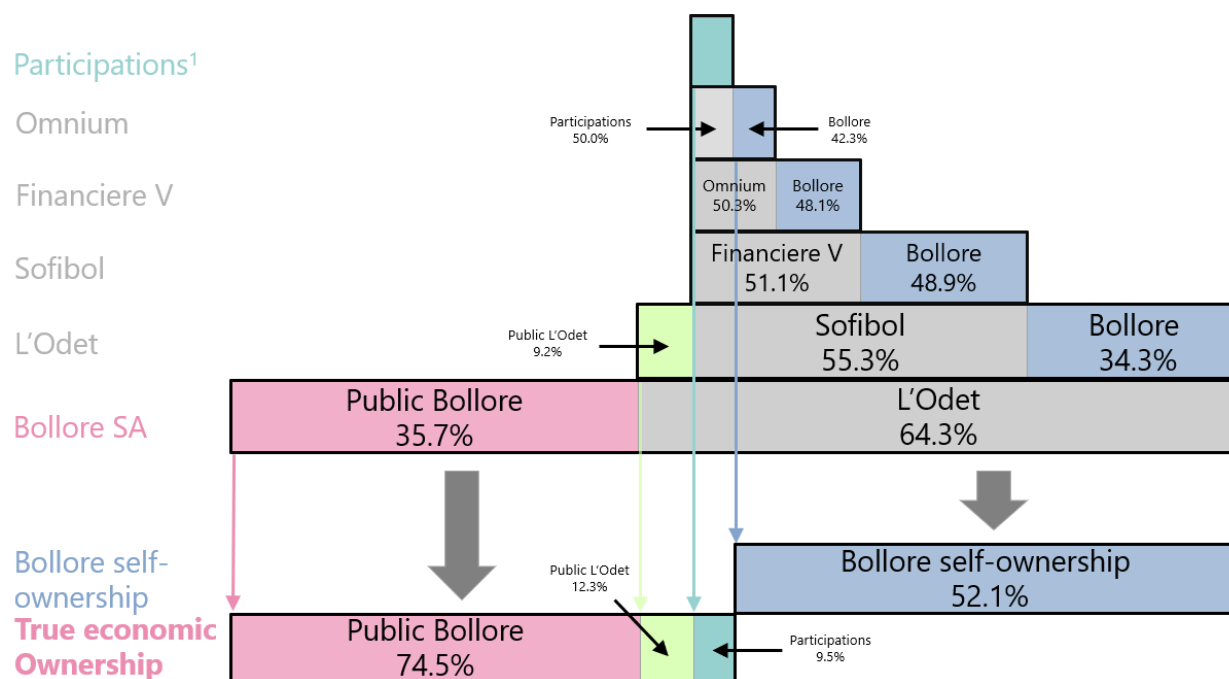 Participations¹
Omnium
Participations
50.0%
Bollore
42.3%
Financiere V
Omnium
50.3%
Bollore
48.1%
Sofibol
Financiere V
51.1%
Bollore
48.9%
L'Odet
Public L'Odet
9.2%
Sofibol
55.3%
Bollore
34.3%
Bollore SA
Public Bollore
35.7%
L'Odet
64.3%
Bollore self-
ownership
Public L'Odet
12.3%
Bollore self-ownership
52.1%
True economic
Ownership
Public Bollore
74.5%
Participations
9.5%